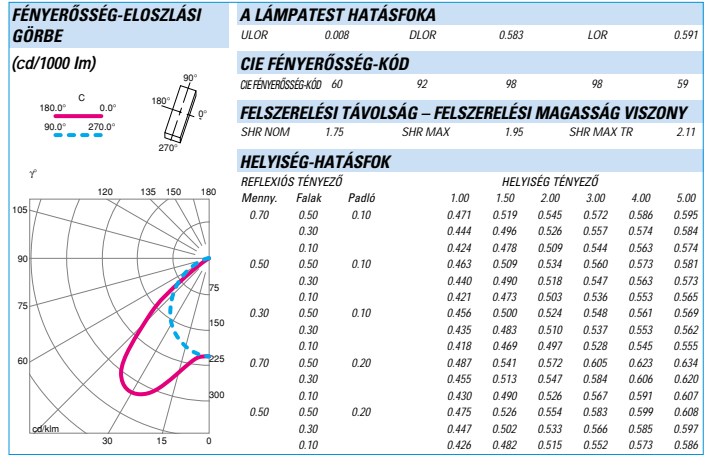 FÉNYERŐSSÉG-ELOSZLÁSI
GÖRBE
(cd/1000 lm)
90°
180°
0°
270°
C
180.0° 0.0°
90.0° 270.0°
γ°
120 135 150 180
105
90
75
60
75
150
225
300
cd/klm
30 15 0
A LÁMPATEST HATÁSFOKA
ULOR 0.008 DLOR 0.583 LOR 0.591
CIE FÉNYERŐSSÉG-KÓD
CIE FÉNYERŐSSÉG-KÓD 60 92 98 98 59
FELSZERELÉSI TÁVOLSÁG – FELSZERELÉSI MAGASSÁG VISZONY
SHR NOM 1.75 SHR MAX 1.95 SHR MAX TR 2.11
HELYISÉG-HATÁSFOK
REFLEXIÓS TÉNYEZŐ HELYISÉG TÉNYEZŐ
Menny. Falak Padló 1.00 1.50 2.00 3.00 4.00 5.00
0.70 0.50 0.10 0.471 0.519 0.545 0.572 0.586 0.595
0.30 0.444 0.496 0.526 0.557 0.574 0.584
0.10 0.424 0.478 0.509 0.544 0.563 0.574
0.50 0.50 0.10 0.463 0.509 0.534 0.560 0.573 0.581
0.30 0.440 0.490 0.518 0.547 0.563 0.573
0.10 0.421 0.473 0.503 0.536 0.553 0.565
0.30 0.50 0.10 0.456 0.500 0.524 0.548 0.561 0.569
0.30 0.435 0.483 0.510 0.537 0.553 0.562
0.10 0.418 0.469 0.497 0.528 0.545 0.555
0.70 0.50 0.20 0.487 0.541 0.572 0.605 0.623 0.634
0.30 0.455 0.513 0.547 0.584 0.606 0.620
0.10 0.430 0.490 0.526 0.567 0.591 0.607
0.50 0.50 0.20 0.475 0.526 0.554 0.583 0.599 0.608
0.30 0.447 0.502 0.533 0.566 0.585 0.597
0.10 0.426 0.482 0.515 0.552 0.573 0.586